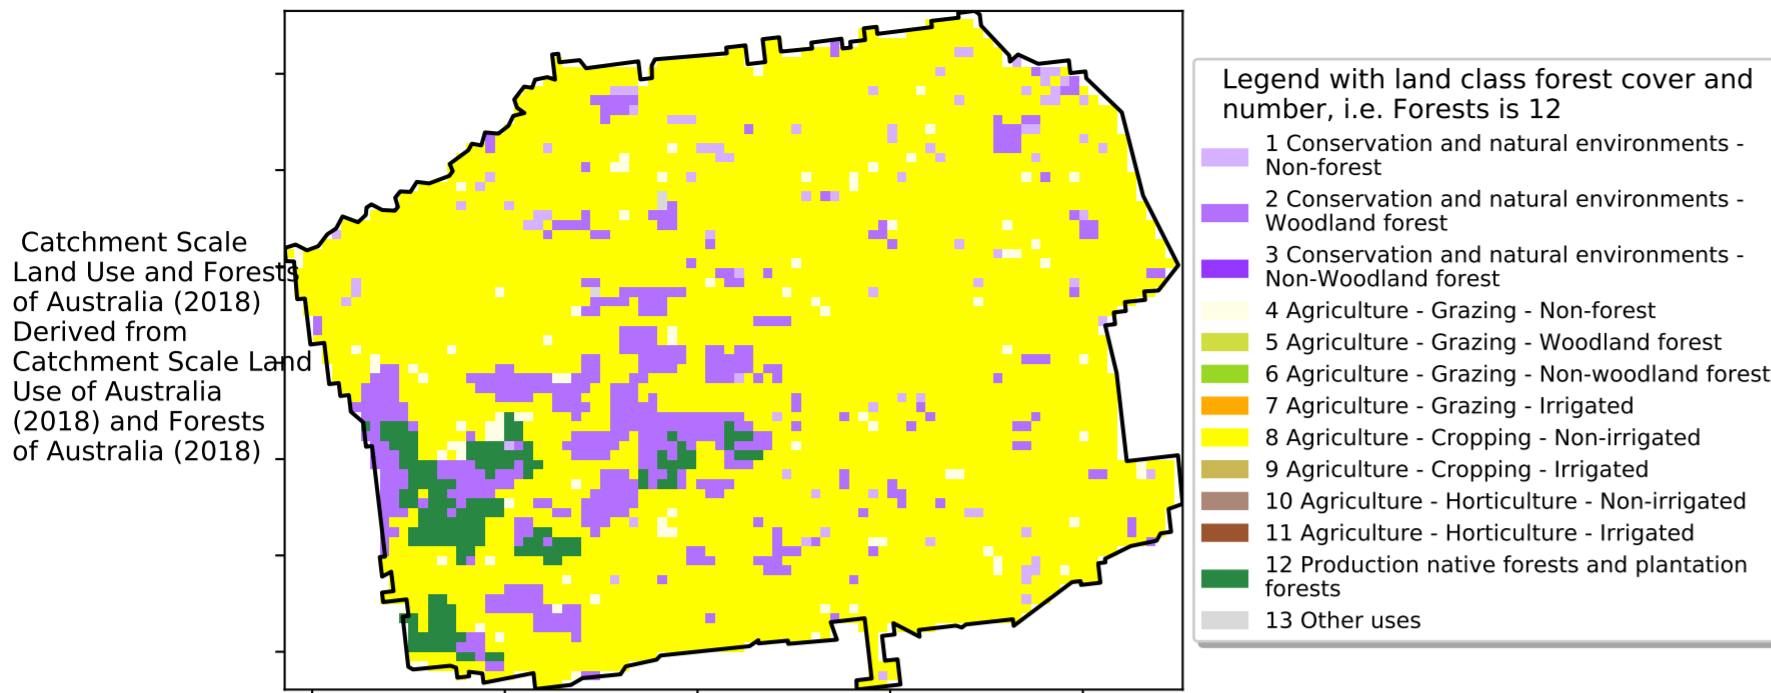 Catchment Scale
Land Use and Forests
of Australia (2018)
Derived from
Catchment Scale Land
Use of Australia
(2018) and Forests
of Australia (2018)
Legend with land class forest cover and
number, i.e. Forests is 12
1 Conservation and natural environments -
Non-forest
2 Conservation and natural environments -
Woodland forest
3 Conservation and natural environments -
Non-Woodland forest
4 Agriculture - Grazing - Non-forest
5 Agriculture - Grazing - Woodland forest
6 Agriculture - Grazing - Non-woodland forest
7 Agriculture - Grazing - Irrigated
8 Agriculture - Cropping - Non-irrigated
9 Agriculture - Cropping - Irrigated
10 Agriculture - Horticulture - Non-irrigated
11 Agriculture - Horticulture - Irrigated
12 Production native forests and plantation
forests
13 Other uses